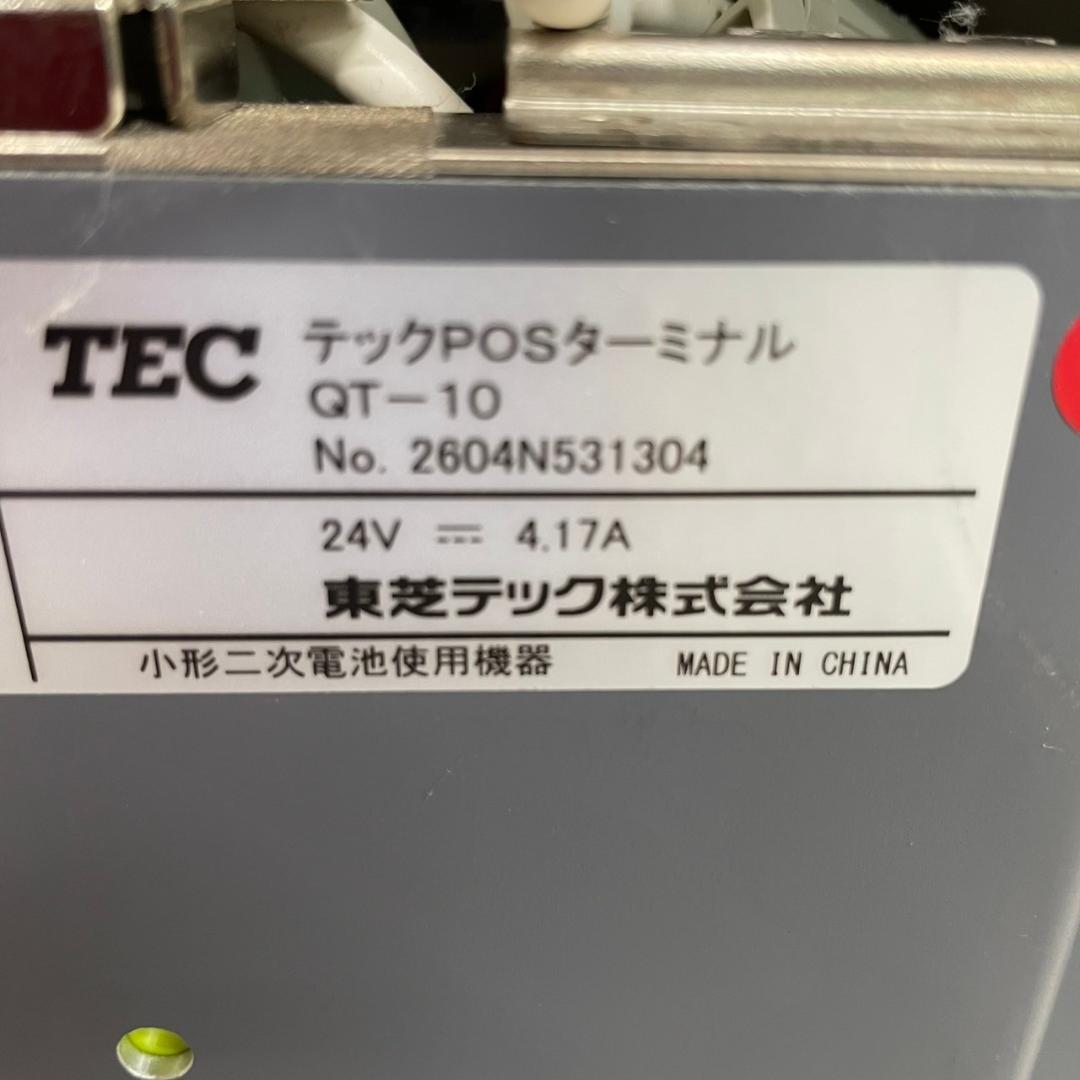 TEC テックPOSターミナル
QT-10
No. 2604N531304
24V ⎓ 4.17A
東芝テック株式会社
小形二次電池使用機器 MADE IN CHINA